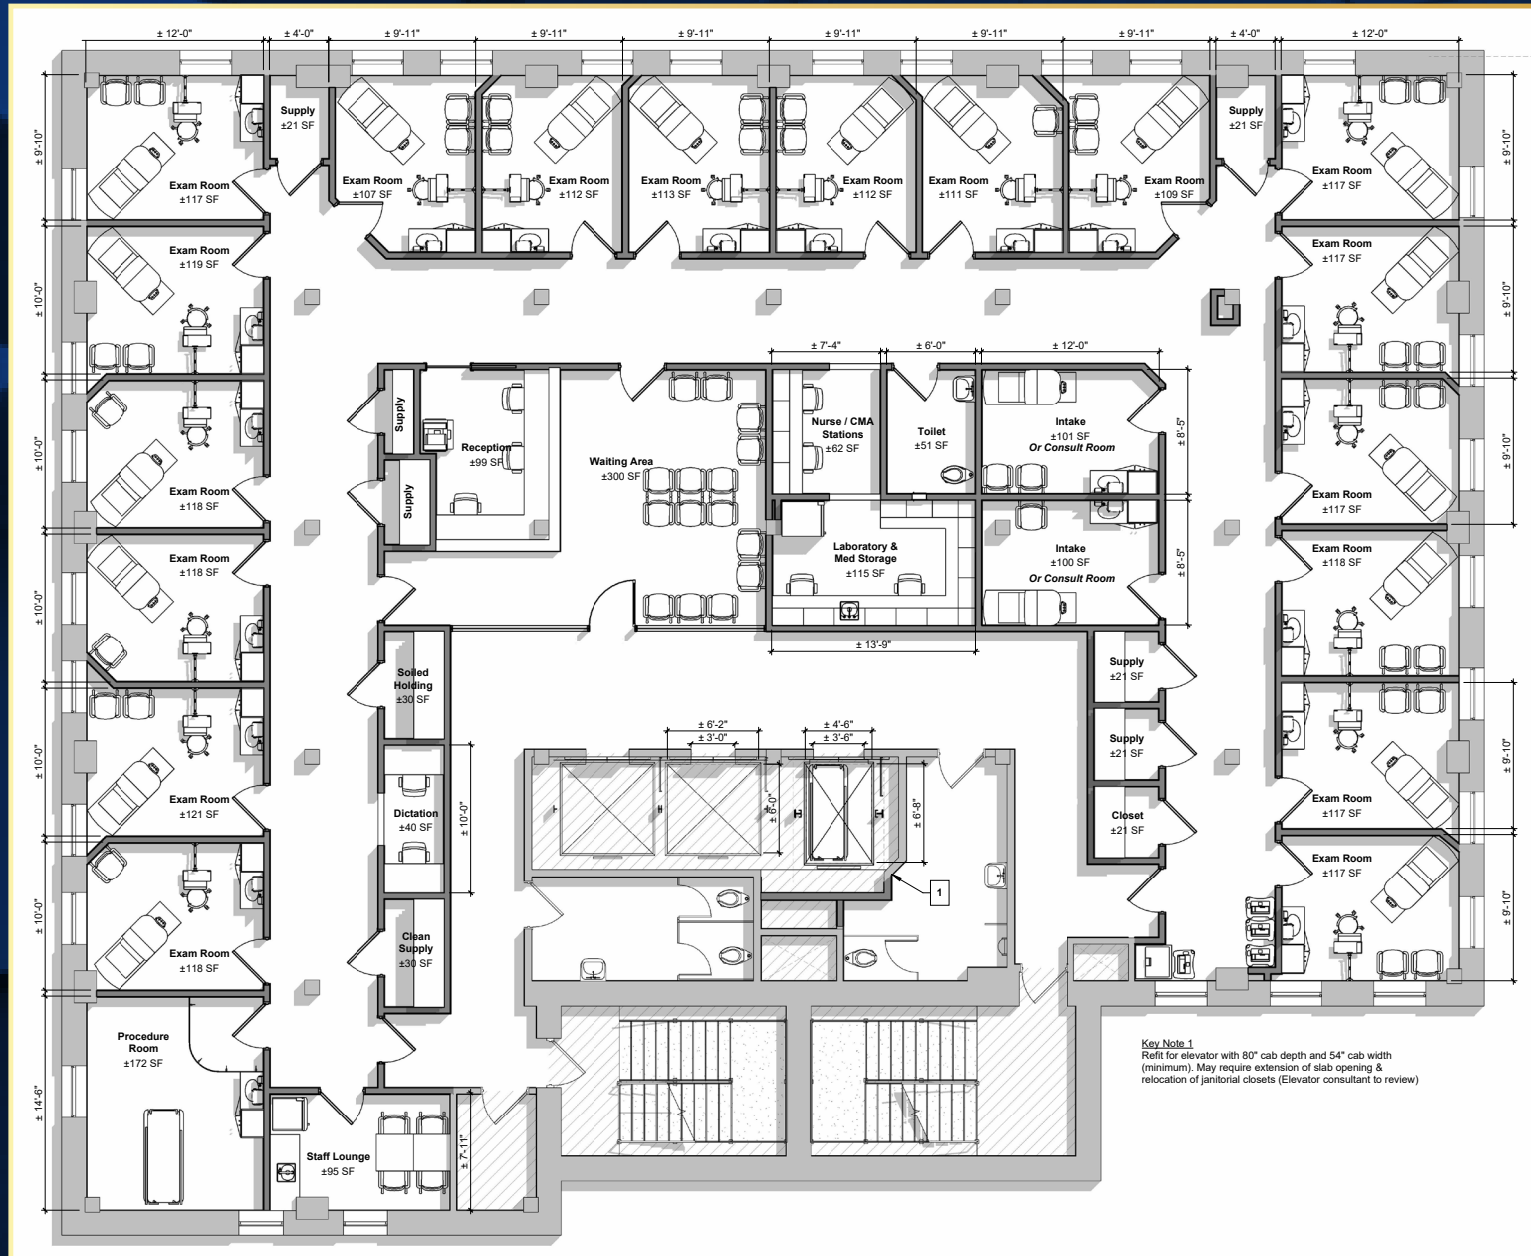 ± 12'-0"
± 4'-0"
± 9'-11"
± 9'-11"
± 9'-11"
± 9'-11"
± 9'-11"
± 9'-11"
± 4'-0"
± 12'-0"
± 9'-10"
Exam Room
±117 SF
Supply
±21 SF
Exam Room
±107 SF
Exam Room
±112 SF
Exam Room
±113 SF
Exam Room
±112 SF
Exam Room
±111 SF
Exam Room
±109 SF
Supply
±21 SF
Exam Room
±117 SF
± 9'-10"
± 10'-0"
Exam Room
±119 SF
Exam Room
±117 SF
± 9'-10"
± 10'-0"
Exam Room
±118 SF
Supply
Supply
Reception
±99 SF
Waiting Area
±300 SF
± 7'-4"
± 6'-0"
± 12'-0"
Nurse / CMA
Stations
±62 SF
Toilet
±51 SF
Intake
±101 SF
Or Consult Room
± 8'-5"
Exam Room
±117 SF
± 9'-10"
± 10'-0"
Exam Room
±118 SF
Laboratory &
Med Storage
±115 SF
± 13'-9"
Intake
±100 SF
Or Consult Room
± 8'-5"
Exam Room
±118 SF
± 10'-0"
Exam Room
±121 SF
Soiled
Holding
±30 SF
Dictation
±40 SF
± 10'-0"
± 6'-2"
± 3'-0"
± 4'-6"
± 3'-6"
± 6'-0"
± 6'-8"
1
Supply
±21 SF
Supply
±21 SF
Closet
±21 SF
Exam Room
±117 SF
± 9'-10"
± 10'-0"
Exam Room
±118 SF
Clean
Supply
±30 SF
Exam Room
±117 SF
± 9'-10"
± 14'-6"
Procedure
Room
±172 SF
Staff Lounge
±95 SF
± 7'-11"
Key Note 1
Refit for elevator with 80" cab depth and 54" cab width
(minimum). May require extension of slab opening &
relocation of janitorial closets (Elevator consultant to review)